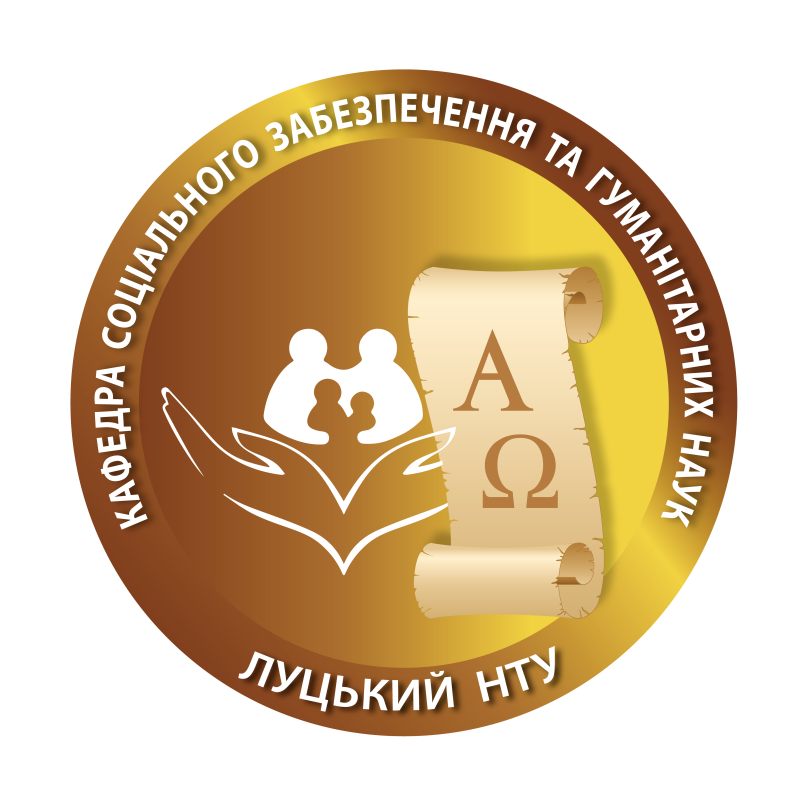 КАФЕДРА СОЦІАЛЬНОГО ЗАБЕЗПЕЧЕННЯ ТА ГУМАНІТАРНИХ НАУК
Α
Ω
ЛУЦЬКИЙ НТУ